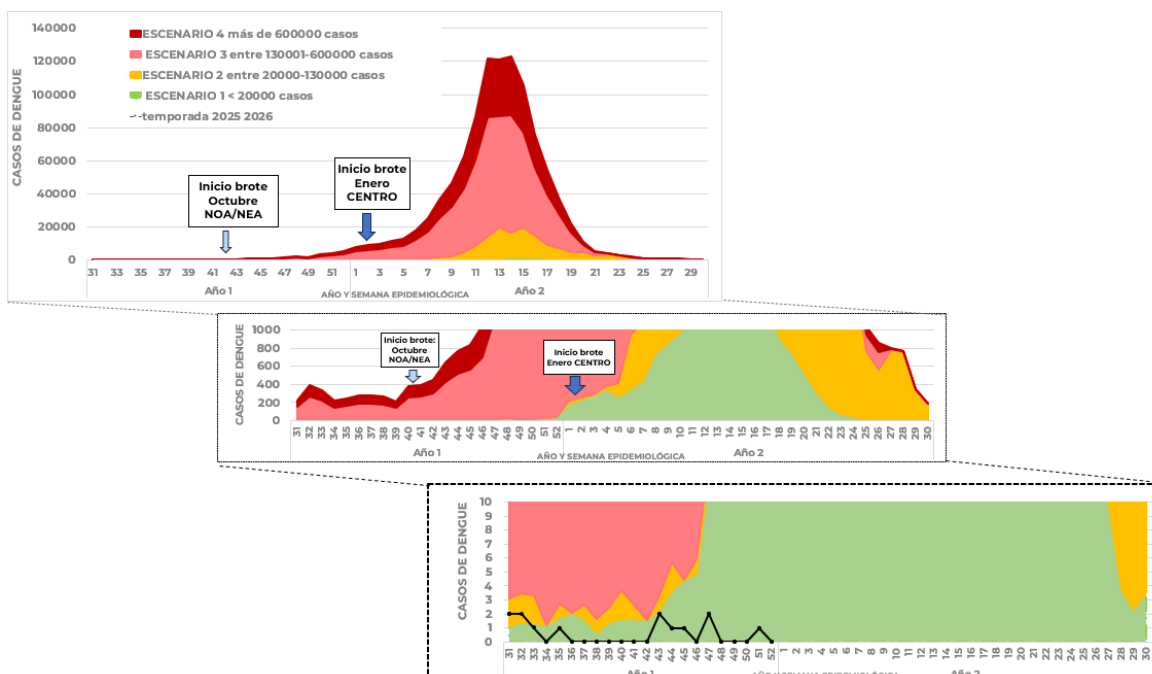 140000
120000
100000
80000
60000
40000
20000
0
CASOS DE DENGUE
ESCENARIO 4 más de 600000 casos
ESCENARIO 3 entre 130001-600000 casos
ESCENARIO 2 entre 20000-130000 casos
ESCENARIO 1 < 20000 casos
temporada 2025 2026
Inicio brote
Octubre
NOA/NEA
Inicio brote
Enero
CENTRO
31 33 35 37 39 41 43 45 47 49 51 1 3 5 7 9 11 13 15 17 19 21 23 25 27 29
Año 1 Año 2
AÑO Y SEMANA EPIDEMIOLÓGICA
1000
800
600
400
200
0
CASOS DE DENGUE
Inicio brote:
Octubre
NOA/NEA
Inicio brote
Enero CENTRO
31 32 33 34 35 36 37 38 39 40 41 42 43 44 45 46 47 48 49 50 51 52 1 2 3 4 5 6 7 8 9 10 11 12 13 14 15 16 17 18 19 20 21 22 23 24 25 26 27 28 29 30
Año 1 Año 2
AÑO Y SEMANA EPIDEMIOLÓGICA
10
9
8
7
6
5
4
3
2
1
0
CASOS DE DENGUE
31 32 33 34 35 36 37 38 39 40 41 42 43 44 45 46 47 48 49 50 51 52 1 2 3 4 5 6 7 8 9 10 11 12 13 14 15 16 17 18 19 20 21 22 23 24 25 26 27 28 29 30
Año 1 Año 2
AÑO Y SEMANA EPIDEMIOLÓGICA